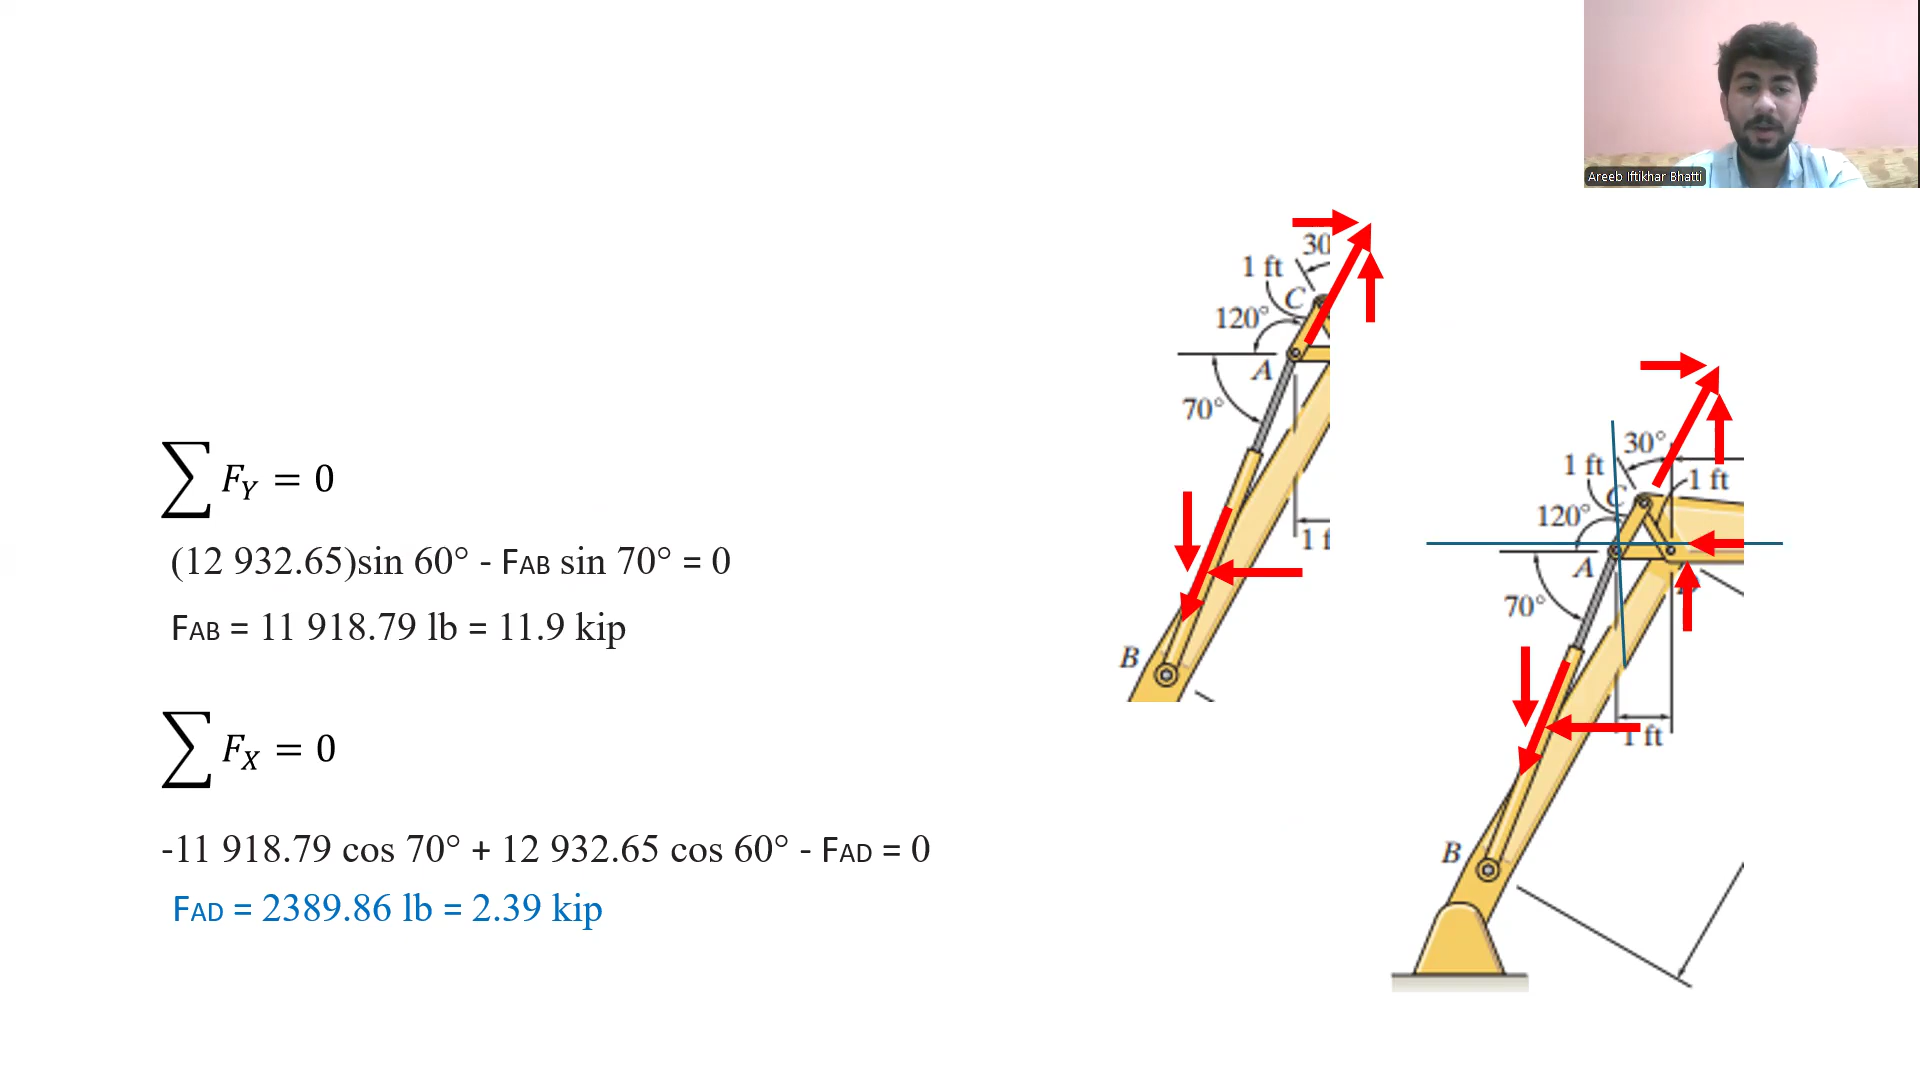 Areeb Iftikhar Bhatti
∑ F_Y = 0
(12 932.65)sin 60° - FAB sin 70° = 0
FAB = 11 918.79 lb = 11.9 kip
∑ F_X = 0
-11 918.79 cos 70° + 12 932.65 cos 60° - FAD = 0
FAD = 2389.86 lb = 2.39 kip
30
1 ft
C
120°
A
70°
1 f
B
30°
1 ft
1 ft
C
120°
A
70°
1 ft
B